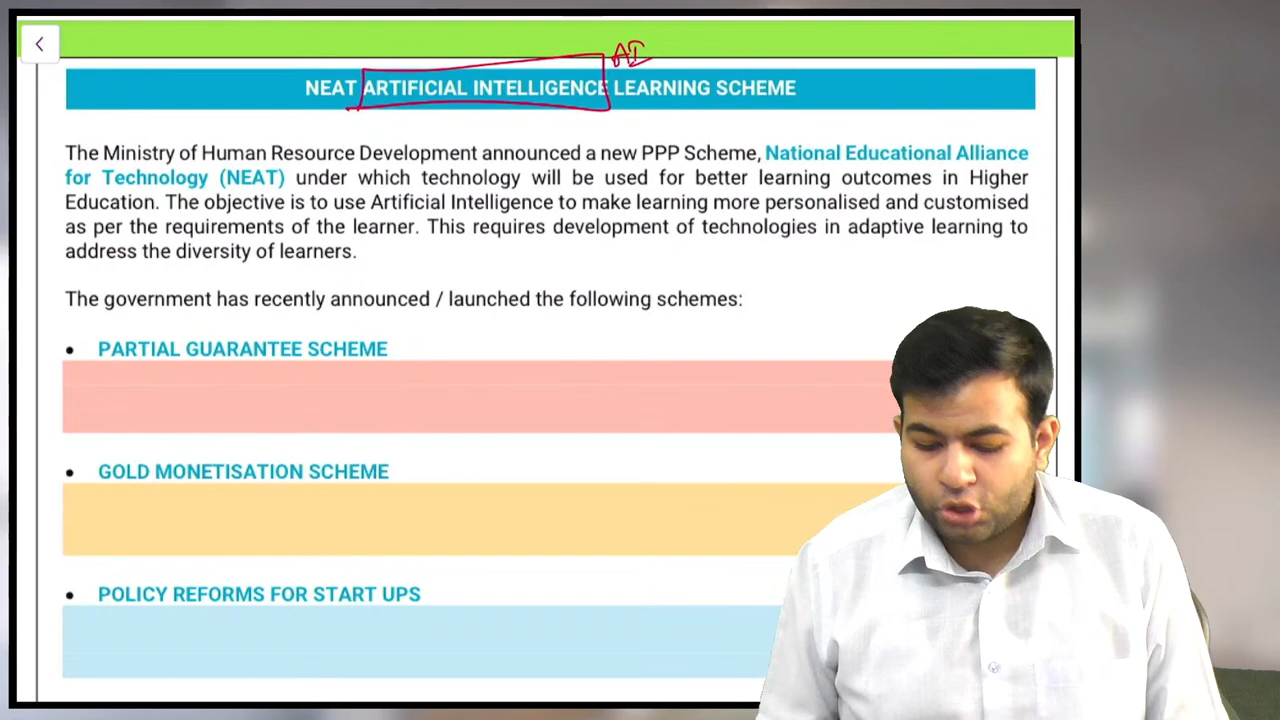 AI
NEAT ARTIFICIAL INTELLIGENCE LEARNING SCHEME
The Ministry of Human Resource Development announced a new PPP Scheme, National Educational Alliance
for Technology (NEAT) under which technology will be used for better learning outcomes in Higher
Education. The objective is to use Artificial Intelligence to make learning more personalised and customised
as per the requirements of the learner. This requires development of technologies in adaptive learning to
address the diversity of learners.
The government has recently announced / launched the following schemes:
• PARTIAL GUARANTEE SCHEME
• GOLD MONETISATION SCHEME
• POLICY REFORMS FOR START UPS